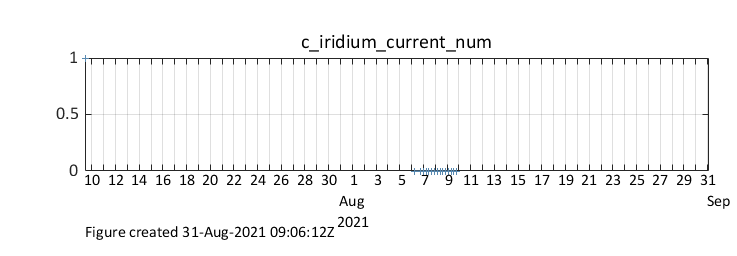 c_iridium_current_num
1
0.5
0
10 12 14 16 18 20 22 24 26 28 30 1 3 5 7 9 11 13 15 17 19 21 23 25 27 29 31
Aug Sep
2021
Figure created 31-Aug-2021 09:06:12Z